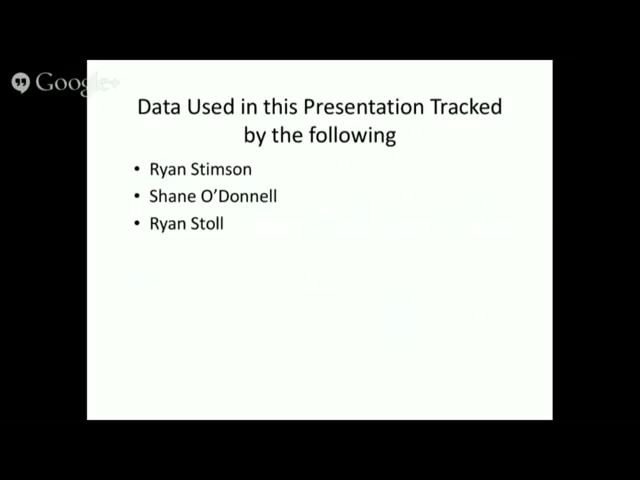 Google+
Data Used in this Presentation Tracked
by the following
• Ryan Stimson
• Shane O’Donnell
• Ryan Stoll